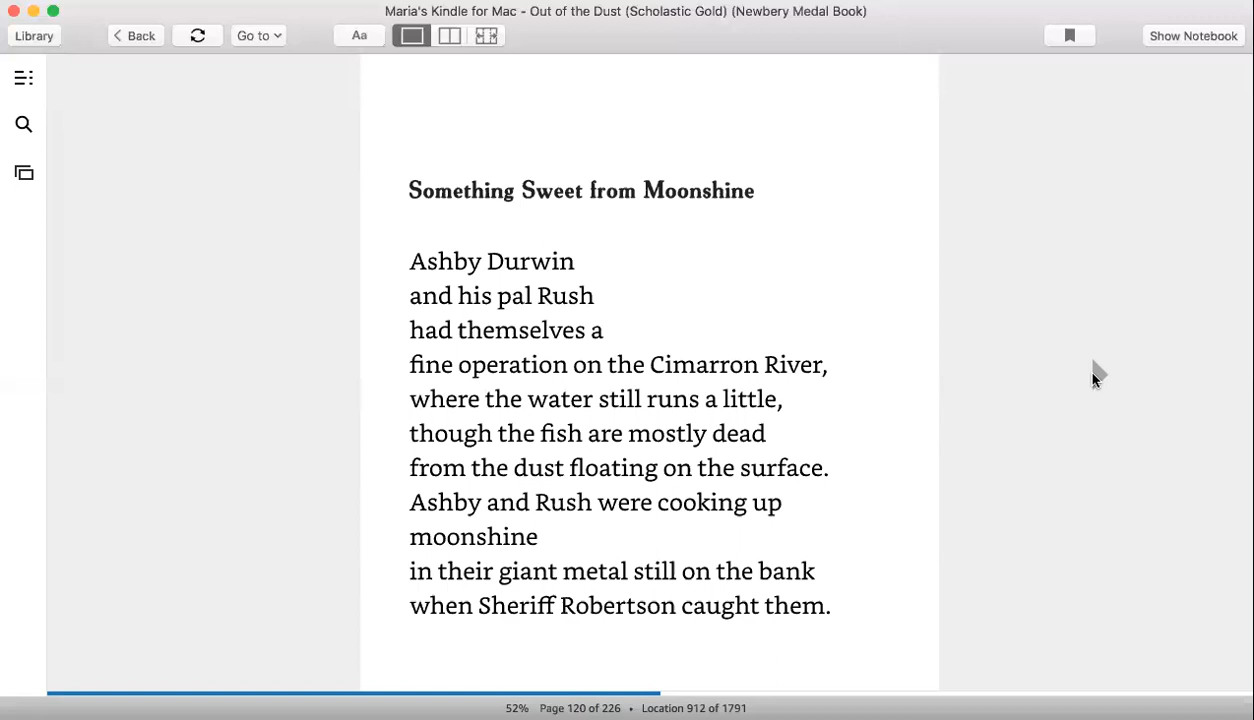 Maria's Kindle for Mac - Out of the Dust (Scholastic Gold) (Newbery Medal Book)
Library
Back
Go to
Aa
Show Notebook
Something Sweet from Moonshine
Ashby Durwin
and his pal Rush
had themselves a
fine operation on the Cimarron River,
where the water still runs a little,
though the fish are mostly dead
from the dust floating on the surface.
Ashby and Rush were cooking up
moonshine
in their giant metal still on the bank
when Sheriff Robertson caught them.
52% Page 120 of 226 • Location 912 of 1791